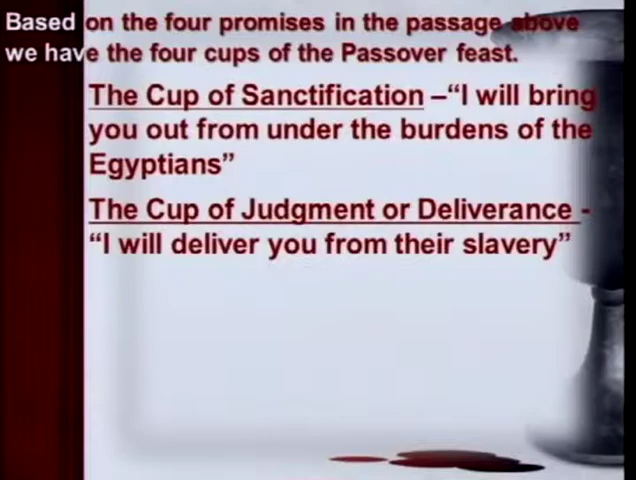 Based on the four promises in the passage above
we have the four cups of the Passover feast.
The Cup of Sanctification –“I will bring
you out from under the burdens of the
Egyptians”
The Cup of Judgment or Deliverance -
“I will deliver you from their slavery”